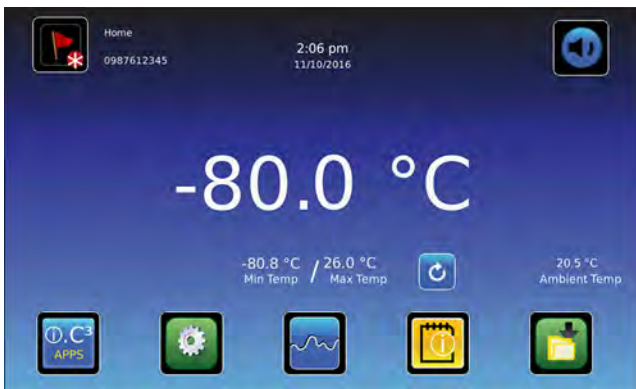 Home
0987612345
2:06 pm
11/10/2016
-80.0 °C
-80.8 °C / 26.0 °C
Min Temp Max Temp
20.5 °C
Ambient Temp
i.C³
APPS